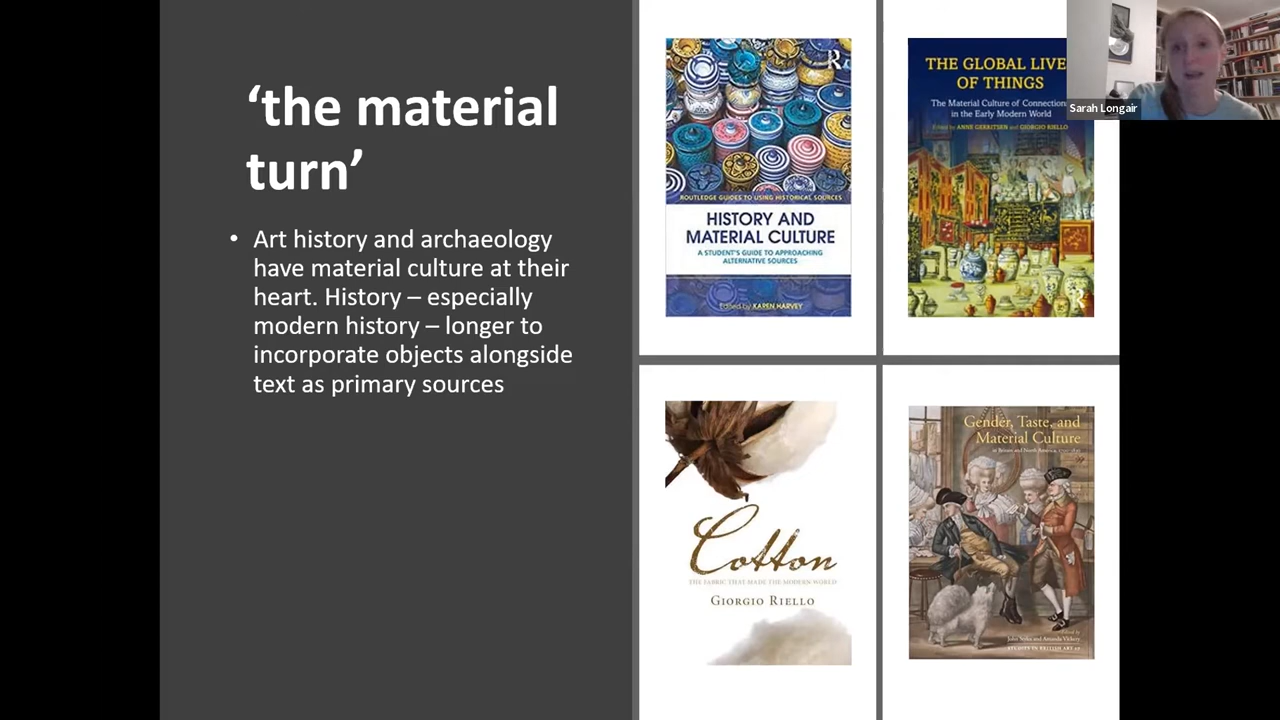 ‘the material
turn’
• Art history and archaeology
have material culture at their
heart. History – especially
modern history – longer to
incorporate objects alongside
text as primary sources
R
ROUTLEDGE GUIDES TO USING HISTORICAL SOURCES
HISTORY AND
MATERIAL CULTURE
A STUDENT'S GUIDE TO APPROACHING
ALTERNATIVE SOURCES
Edited by KAREN HARVEY
THE GLOBAL LIVE
OF THINGS
The Material Culture of Connection
in the Early Modern World
Edited by ANNE GERRITSEN and GIORGIO RIELLO
Sarah Longair
Cotton
THE FABRIC THAT MADE THE MODERN WORLD
GIORGIO RIELLO
Gender, Taste, and
Material Culture
in Britain and North America
Edited by
John Styles and Amanda Vickery
STUDIES IN BRITISH ART